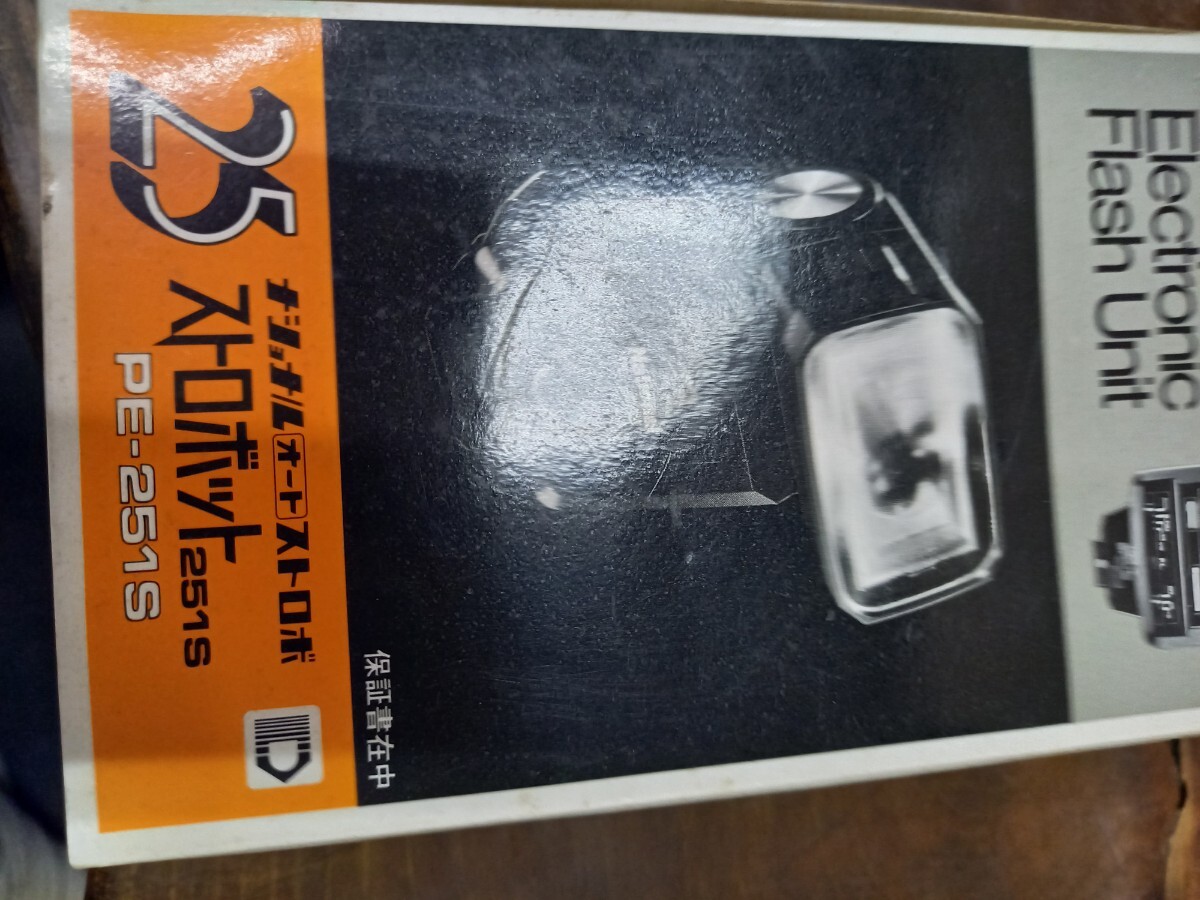 Electronic
Flash Unit
保証書在中
25
ナショナルオートストロボ
ストロボット251S
PE-251S